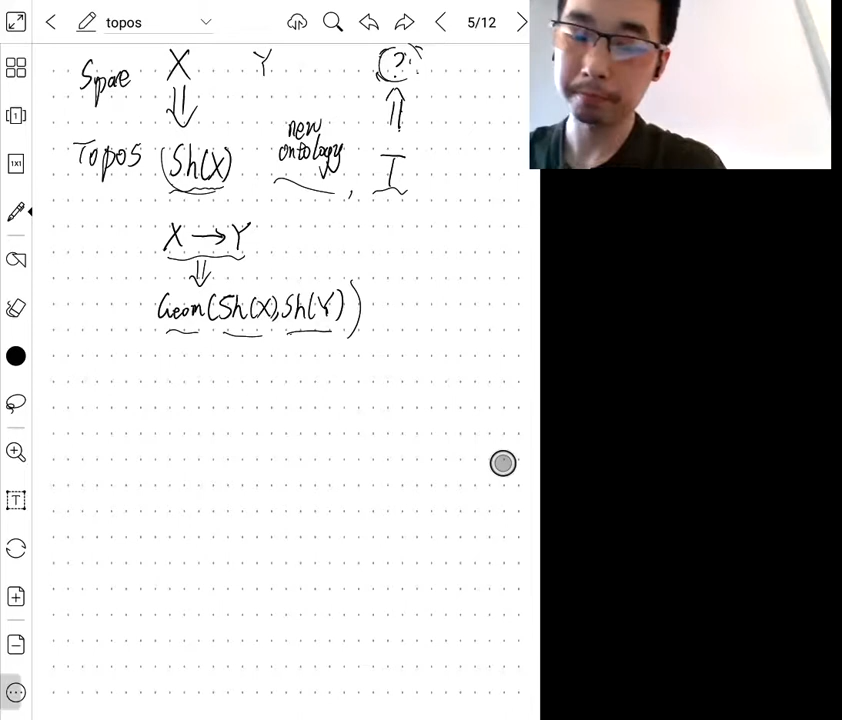 topos
5/12
Space X Y ?
new
ontology
Topos Sh(X) , I
X → Y
Geom(Sh(X), Sh(Y))